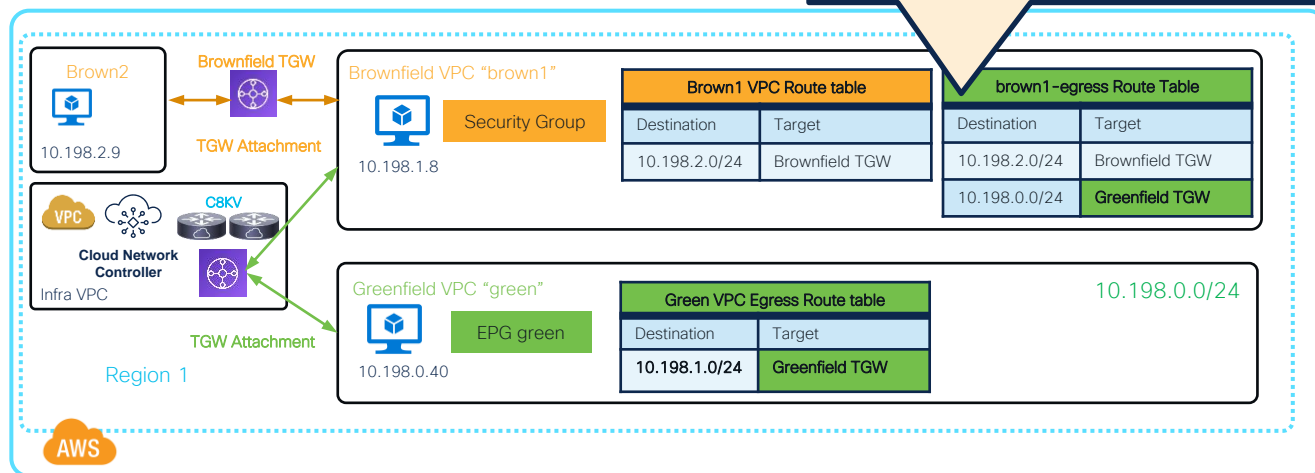 Brown2
10.198.2.9
Brownfield TGW
TGW Attachment
Brownfield VPC “brown1”
10.198.1.8
Security Group
Brown1 VPC Route table
Destination Target
10.198.2.0/24 Brownfield TGW
brown1-egress Route Table
Destination Target
10.198.2.0/24 Brownfield TGW
10.198.0.0/24 Greenfield TGW
VPC
C8KV
Cloud Network
Controller
Infra VPC
TGW Attachment
Greenfield VPC “green”
10.198.0.40
EPG green
Green VPC Egress Route table
Destination Target
10.198.1.0/24 Greenfield TGW
10.198.0.0/24
Region 1
AWS